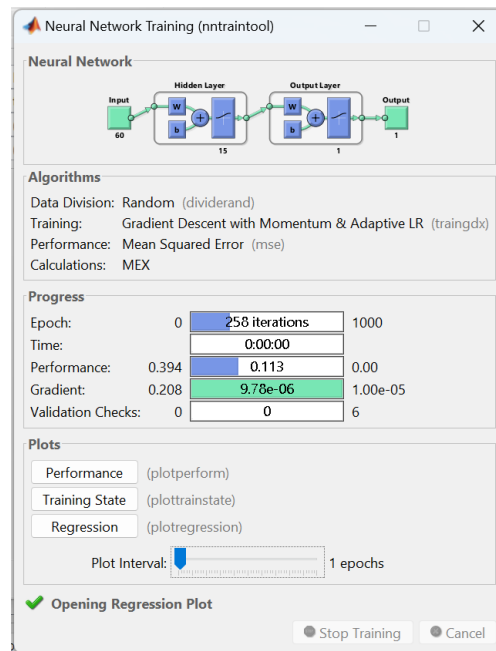 Neural Network Training (nntraintool)
Neural Network
Hidden Layer
Output Layer
Input
W
b
+
W
b
+
Output
60
15
1
1
Algorithms
Data Division: Random (dividerand)
Training: Gradient Descent with Momentum & Adaptive LR (traingdx)
Performance: Mean Squared Error (mse)
Calculations: MEX
Progress
Epoch: 0 258 iterations 1000
Time: 0:00:00
Performance: 0.394 0.113 0.00
Gradient: 0.208 9.78e-06 1.00e-05
Validation Checks: 0 0 6
Plots
Performance (plotperform)
Training State (plottrainstate)
Regression (plotregression)
Plot Interval: 1 epochs
Opening Regression Plot
Stop Training Cancel